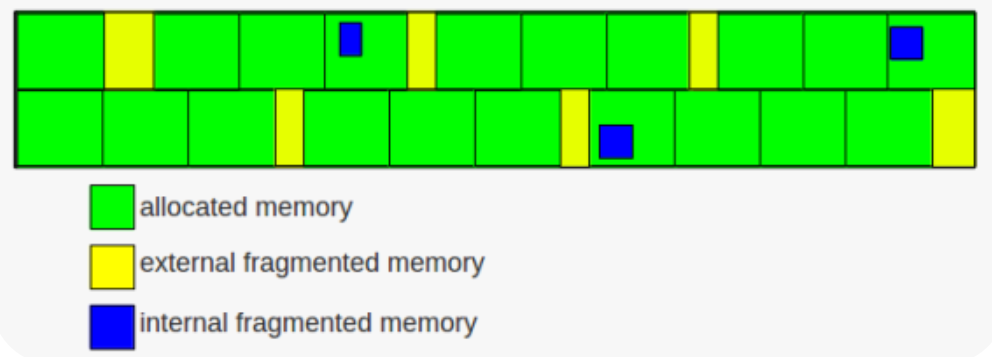 allocated memory
external fragmented memory
internal fragmented memory